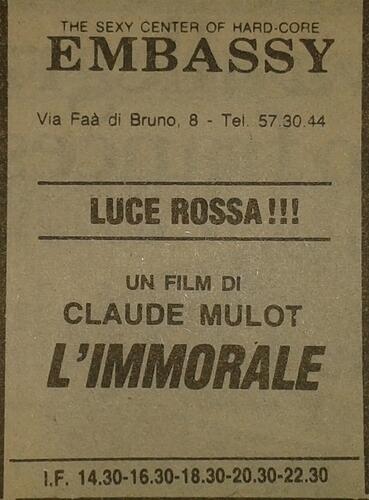 THE SEXY CENTER OF HARD-CORE
EMBASSY
Via Faà di Bruno, 8 - Tel. 57.30.44
LUCE ROSSA!!!
UN FILM DI
CLAUDE MULOT
L'IMMORALE
I.F. 14.30-16.30-18.30-20.30-22.30